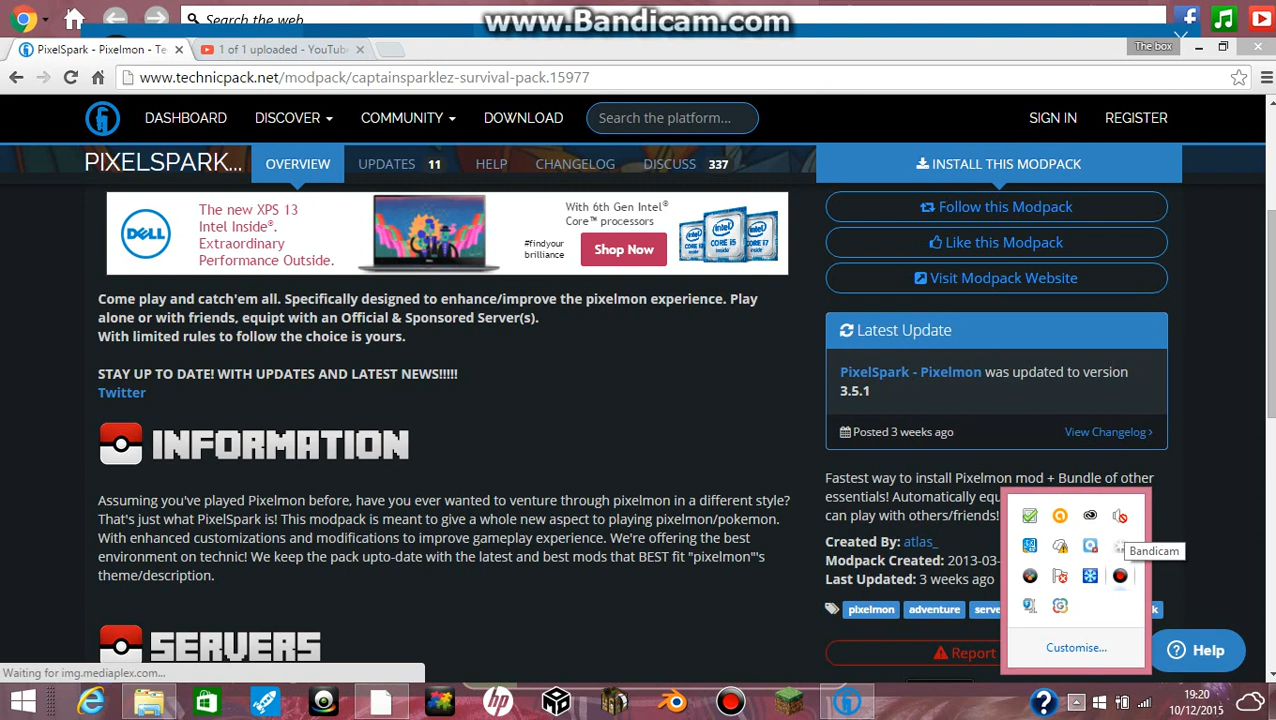 Search the web
www.Bandicam.com
PixelSpark - Pixelmon - Te
1 of 1 uploaded - YouTube
The box
www.technicpack.net/modpack/captainsparklez-survival-pack.15977
DASHBOARD
DISCOVER
COMMUNITY
DOWNLOAD
Search the platform...
SIGN IN
REGISTER
PIXELSPARK...
OVERVIEW
UPDATES 11
HELP
CHANGELOG
DISCUSS 337
INSTALL THIS MODPACK
DELL
The new XPS 13
Intel Inside®.
Extraordinary
Performance Outside.
With 6th Gen Intel®
Core™ processors
#findyour
brilliance
Shop Now
CORE i5
CORE i7
Follow this Modpack
Like this Modpack
Visit Modpack Website
Come play and catch'em all. Specifically designed to enhance/improve the pixelmon experience. Play
alone or with friends, equipt with an Official & Sponsored Server(s).
With limited rules to follow the choice is yours.
STAY UP TO DATE! WITH UPDATES AND LATEST NEWS!!!!!
Twitter
INFORMATION
Assuming you've played Pixelmon before, have you ever wanted to venture through pixelmon in a different style?
That's just what PixelSpark is! This modpack is meant to give a whole new aspect to playing pixelmon/pokemon.
With enhanced customizations and modifications to improve gameplay experience. We're offering the best
environment on technic! We keep the pack upto-date with the latest and best mods that BEST fit "pixelmon"'s
theme/description.
SERVERS
Latest Update
PixelSpark - Pixelmon was updated to version
3.5.1
Posted 3 weeks ago
View Changelog
Fastest way to install Pixelmon mod + Bundle of other
essentials! Automatically equ
can play with others/friends!
Created By: atlas_
Modpack Created: 2013-03-
Last Updated: 3 weeks ago
pixelmon
adventure
serve
k
Report
Bandicam
Customise...
Help
Waiting for img.mediaplex.com...
hp
19:20
10/12/2015